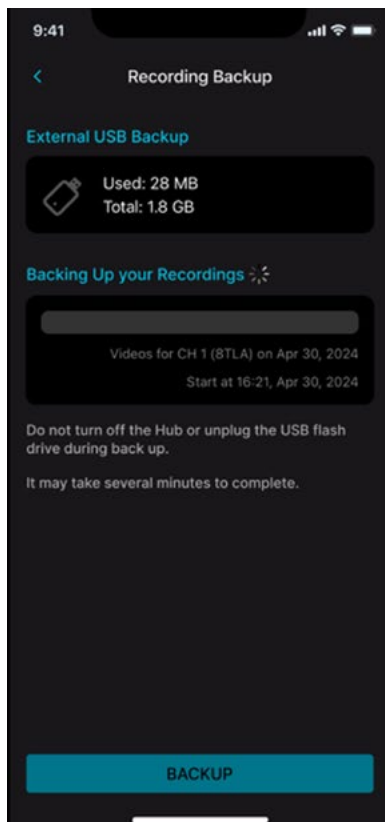 9:41
Recording Backup
External USB Backup
Used: 28 MB
Total: 1.8 GB
Backing Up your Recordings
Videos for CH 1 (8TLA) on Apr 30, 2024
Start at 16:21, Apr 30, 2024
Do not turn off the Hub or unplug the USB flash
drive during back up.
It may take several minutes to complete.
BACKUP